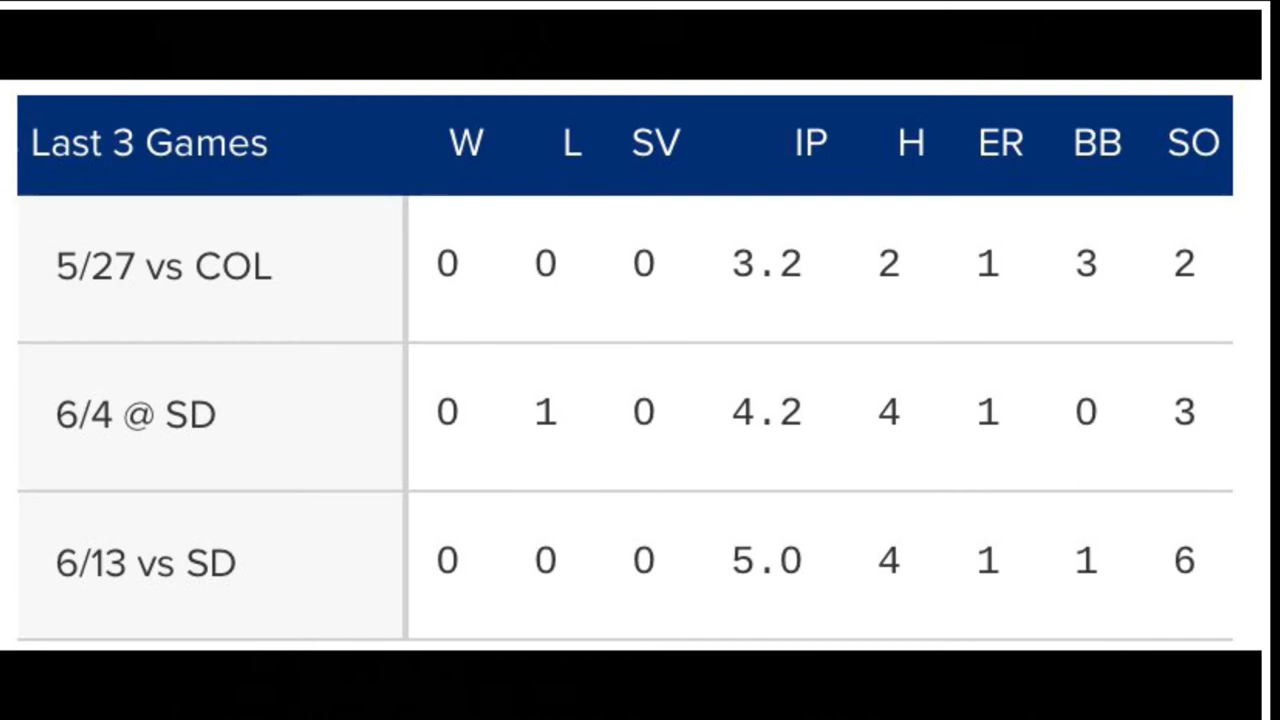 Last 3 Games W L SV IP H ER BB SO
5/27 vs COL 0 0 0 3.2 2 1 3 2
6/4 @ SD 0 1 0 4.2 4 1 0 3
6/13 vs SD 0 0 0 5.0 4 1 1 6